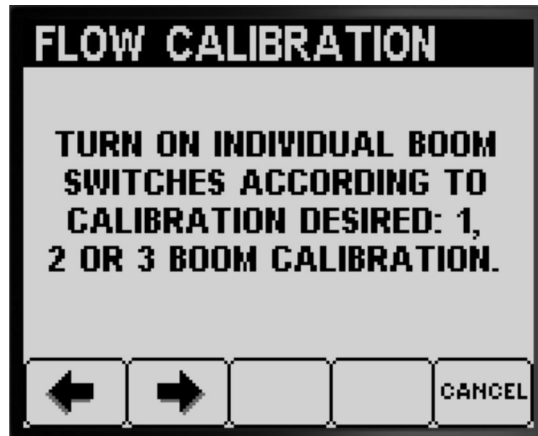 FLOW CALIBRATION
TURN ON INDIVIDUAL BOOM
SWITCHES ACCORDING TO
CALIBRATION DESIRED: 1,
2 OR 3 BOOM CALIBRATION.
CANCEL